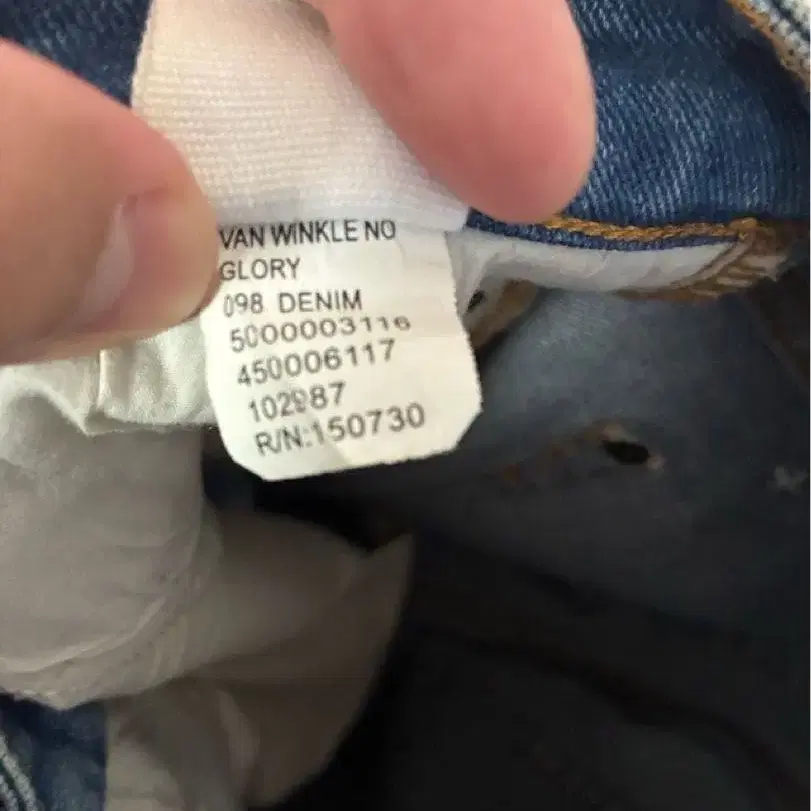 VAN WINKLE NO
GLORY
098 DENIM
5000003116
450006117
102987
R/N:150730